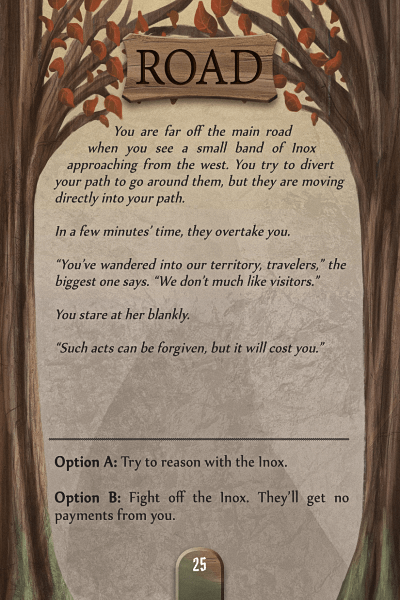 ROAD
You are far off the main road
when you see a small band of Inox
approaching from the west. You try to divert
your path to go around them, but they are moving
directly into your path.
In a few minutes’ time, they overtake you.
“You’ve wandered into our territory, travelers,” the
biggest one says. “We don’t much like visitors.”
You stare at her blankly.
“Such acts can be forgiven, but it will cost you.”
Option A: Try to reason with the Inox.
Option B: Fight off the Inox. They’ll get no
payments from you.
25